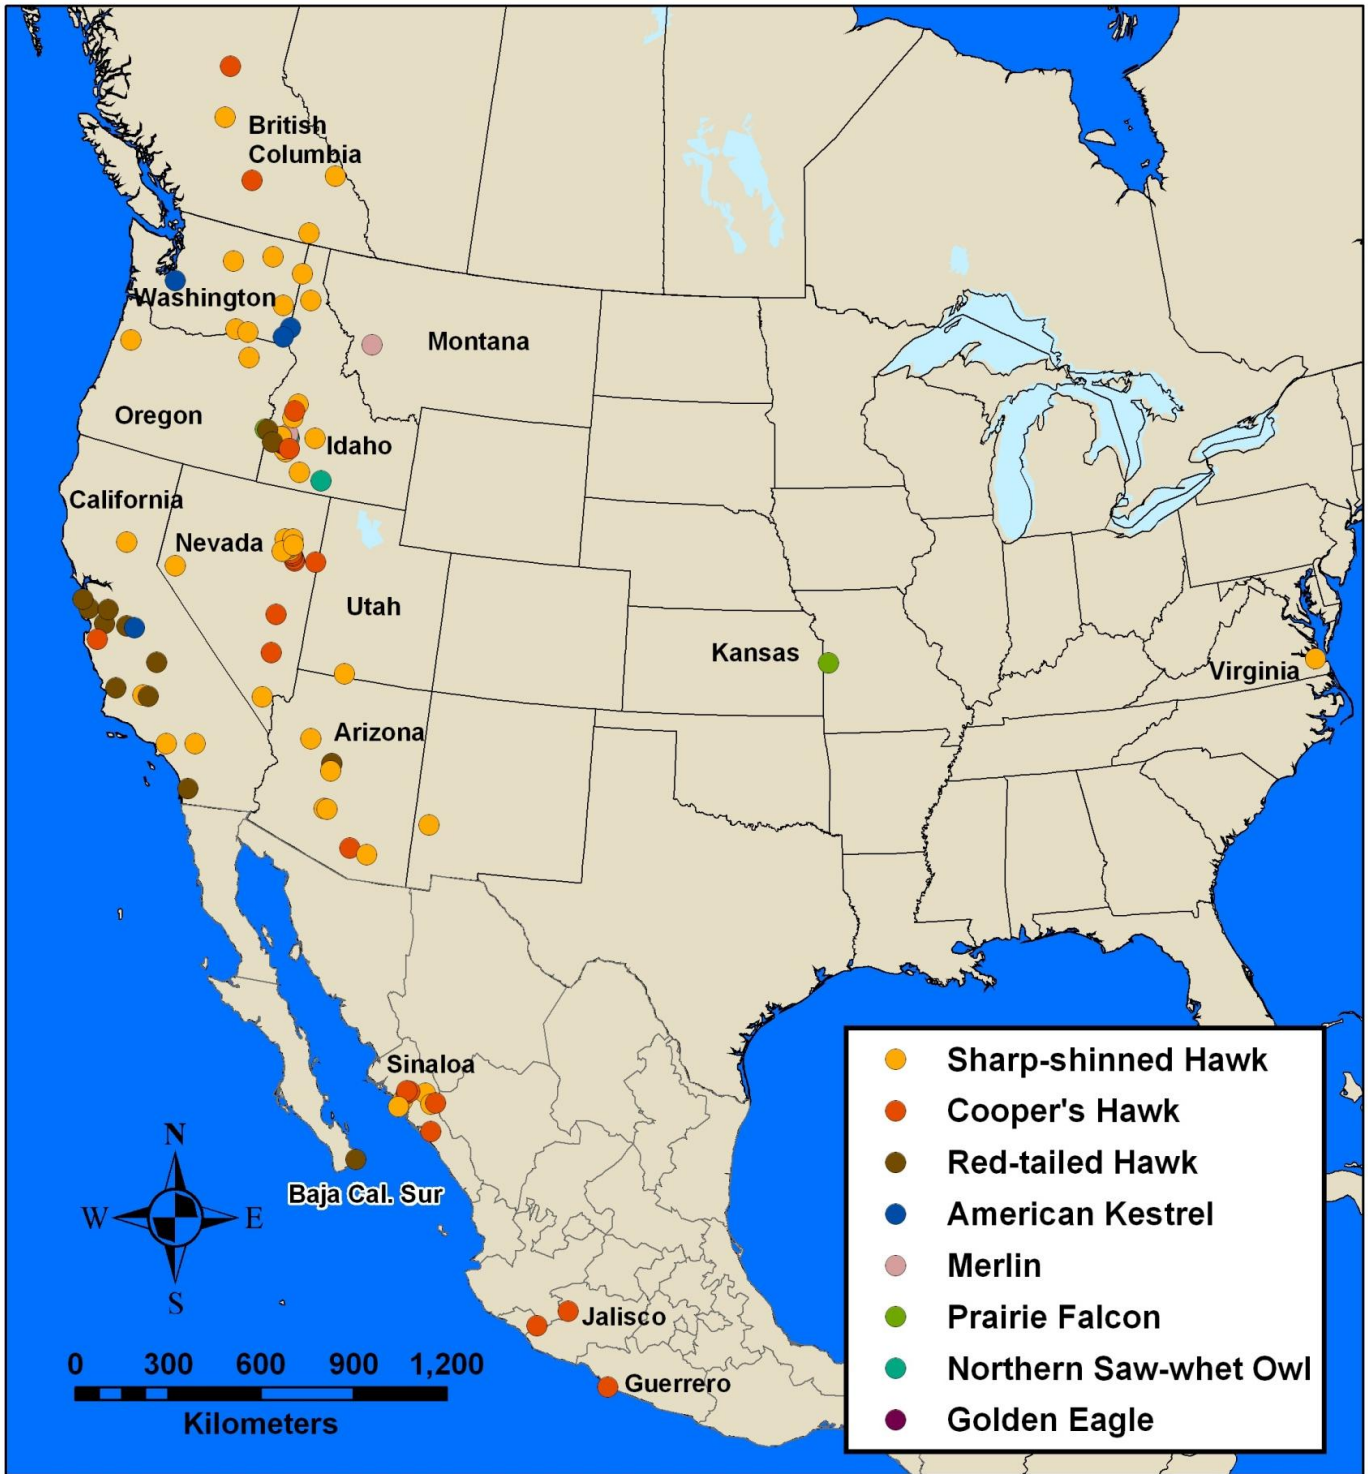 British
Columbia
Washington
Montana
Oregon
Idaho
California
Nevada
Utah
Kansas
Virginia
Arizona
Sinaloa
Baja Cal. Sur
Jalisco
Guerrero
N
W
E
S
0 300 600 900 1,200
Kilometers
Sharp-shinned Hawk
Cooper's Hawk
Red-tailed Hawk
American Kestrel
Merlin
Prairie Falcon
Northern Saw-whet Owl
Golden Eagle